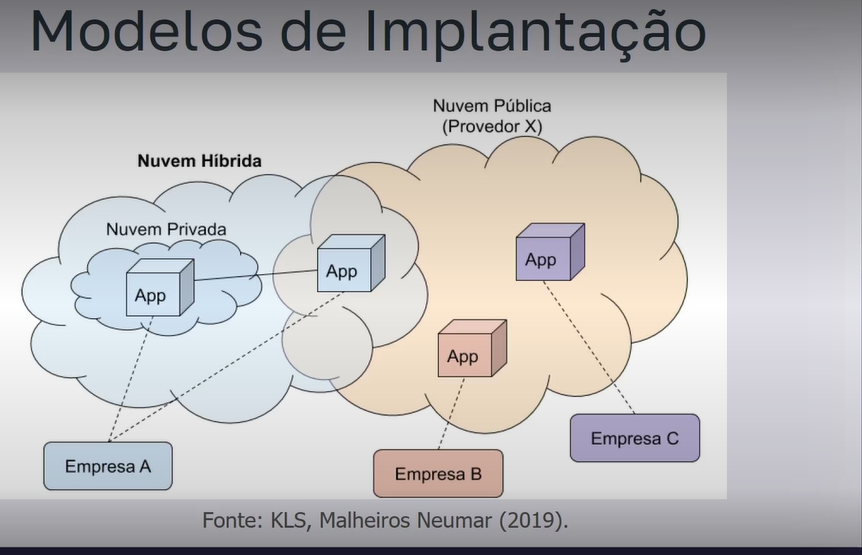 Modelos de Implantação
Nuvem Pública
(Provedor X)
Nuvem Híbrida
Nuvem Privada
App
App
App
App
Empresa A
Empresa B
Empresa C
Fonte: KLS, Malheiros Neumar (2019).